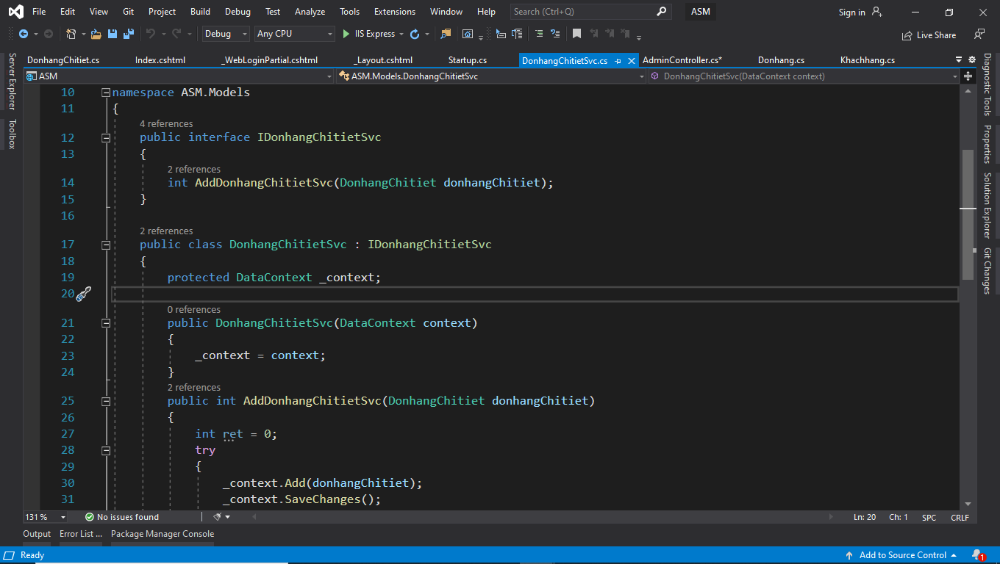 File Edit View Git Project Build Debug Test Analyze Tools Extensions Window Help Search (Ctrl+Q) ASM Sign in
Debug Any CPU IIS Express Live Share
DonhangChitiet.cs Index.cshtml _WebLoginPartial.cshtml _Layout.cshtml Startup.cs DonhangChitietSvc.cs AdminController.cs* Donhang.cs Khachhang.cs
ASM ASM.Models.DonhangChitietSvc DonhangChitietSvc(DataContext context)
Server Explorer
Toolbox
10 namespace ASM.Models
11 {
4 references
12 public interface IDonhangChitietSvc
13 {
2 references
14 int AddDonhangChitietSvc(DonhangChitiet donhangChitiet);
15 }
16
2 references
17 public class DonhangChitietSvc : IDonhangChitietSvc
18 {
19 protected DataContext _context;
20
0 references
21 public DonhangChitietSvc(DataContext context)
22 {
23 _context = context;
24 }
2 references
25 public int AddDonhangChitietSvc(DonhangChitiet donhangChitiet)
26 {
27 int ret = 0;
28 try
29 {
30 _context.Add(donhangChitiet);
31 _context.SaveChanges();
Diagnostic Tools
Properties
Solution Explorer
Git Changes
131 % No issues found Ln: 20 Ch: 1 SPC CRLF
Output Error List ... Package Manager Console
Ready Add to Source Control 1